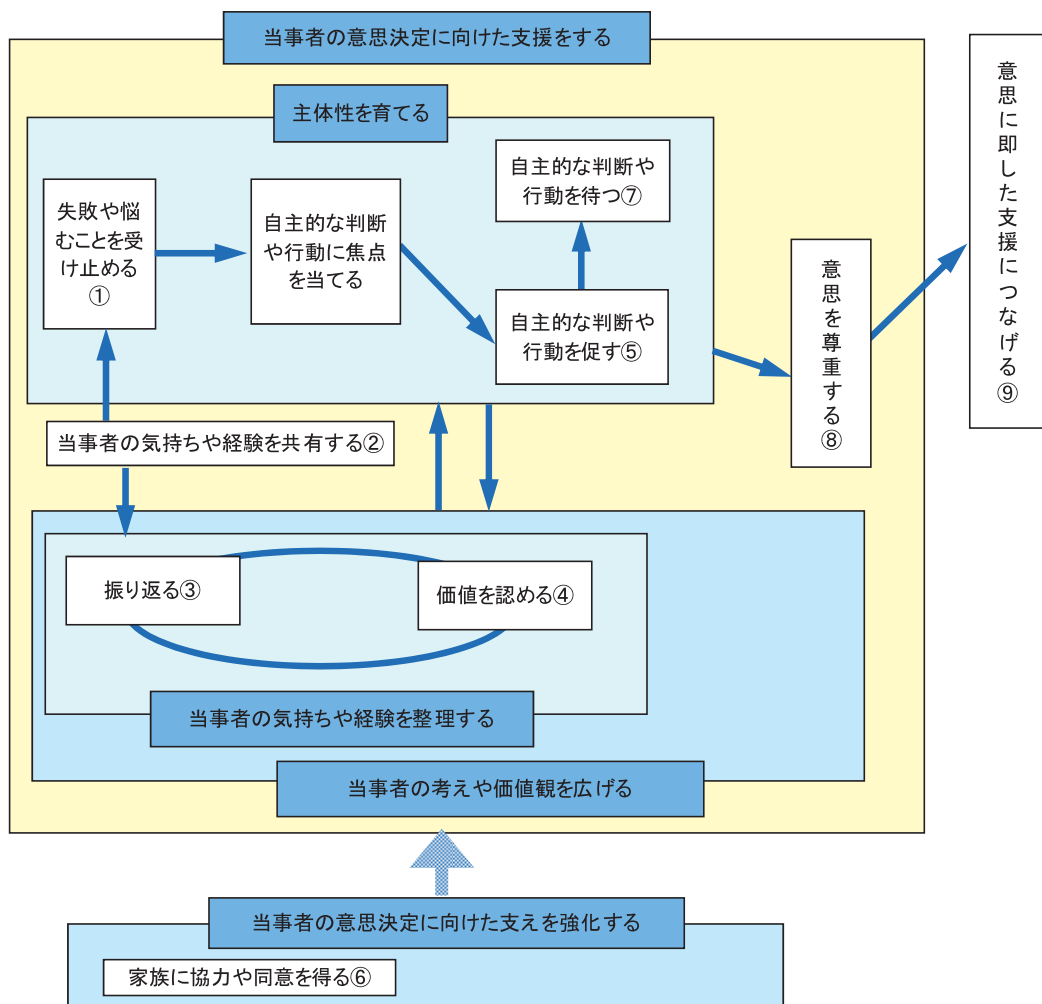 当事者の意思決定に向けた支援をする
主体性を育てる
失敗や悩
むことを受
け止める
①
自主的な判断
や行動に焦点
を当てる
自主的な判断や
行動を待つ⑦
自主的な判断や
行動を促す⑤
意思を尊重する⑧
意思に即した支援につなげる⑨
当事者の気持ちや経験を共有する②
振り返る③
価値を認める④
当事者の気持ちや経験を整理する
当事者の考えや価値観を広げる
当事者の意思決定に向けた支えを強化する
家族に協力や同意を得る⑥